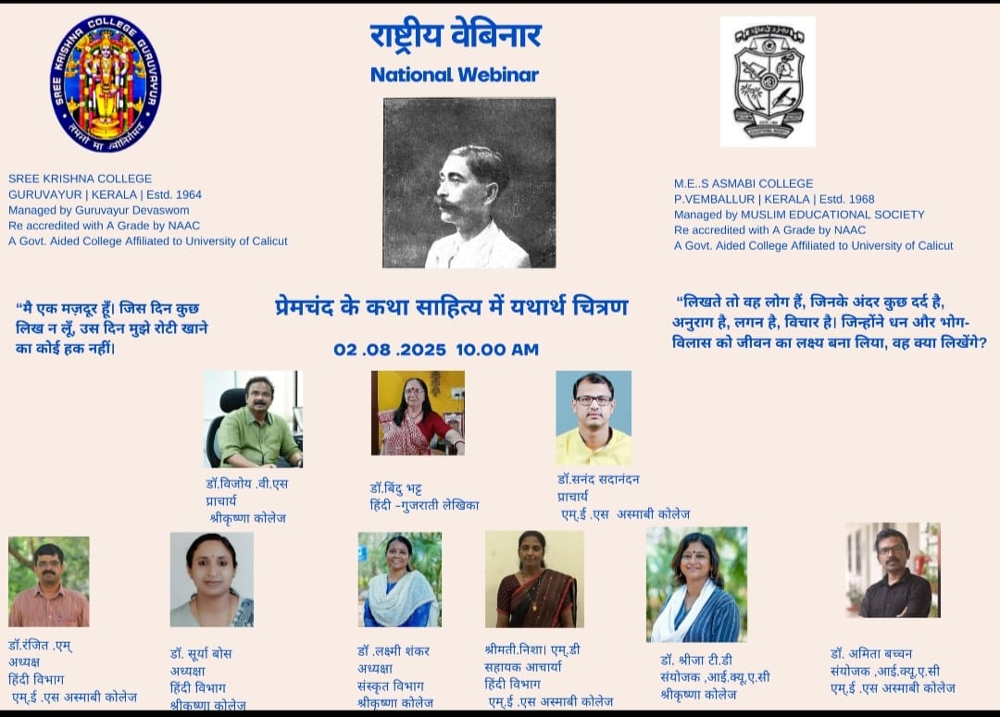 SREE KRISHNA COLLEGE GURUVAYUR
तमसो मा ज्योतिर्गमय
राष्ट्रीय वेबिनार
National Webinar
SREE KRISHNA COLLEGE
GURUVAYUR | KERALA | Estd. 1964
Managed by Guruvayur Devaswom
Re accredited with A Grade by NAAC
A Govt. Aided College Affiliated to University of Calicut
M.E..S ASMABI COLLEGE
P.VEMBALLUR | KERALA | Estd. 1968
Managed by MUSLIM EDUCATIONAL SOCIETY
Re accredited with A Grade by NAAC
A Govt. Aided College Affiliated to University of Calicut
“मै एक मज़दूर हूँ। जिस दिन कुछ
लिख न लूँ, उस दिन मुझे रोटी खाने
का कोई हक नहीं।
प्रेमचंद के कथा साहित्य में यथार्थ चित्रण
02 .08 .2025 10.00 AM
“लिखते तो वह लोग हैं, जिनके अंदर कुछ दर्द है,
अनुराग है, लगन है, विचार है। जिन्होंने धन और भोग-
विलास को जीवन का लक्ष्य बना लिया, वह क्या लिखेंगे?
डॉ.विजोय .वी.एस
प्राचार्य
श्रीकृष्णा कोलेज
डॉ.बिंदु भट्ट
हिंदी -गुजराती लेखिका
डॉ.सनंद सदानंदन
प्राचार्य
एम्.ई .एस अस्माबी कोलेज
डॉ.रंजित .एम्
अध्यक्ष
हिंदी विभाग
एम्.ई .एस अस्माबी कोलेज
डॉ. सूर्या बोस
अध्यक्षा
हिंदी विभाग
श्रीकृष्णा कोलेज
डॉ .लक्ष्मी शंकर
अध्यक्षा
संस्कृत विभाग
श्रीकृष्णा कोलेज
श्रीमती.निशा। एम्.डी
सहायक आचार्या
हिंदी विभाग
एम्.ई .एस अस्माबी कोलेज
डॉ. श्रीजा टी.डी
संयोजक ,आई.क्यू.ए.सी
श्रीकृष्णा कोलेज
डॉ. अमिता बच्चन
संयोजक ,आई.क्यू.ए.सी
एम्.ई .एस अस्माबी कोलेज